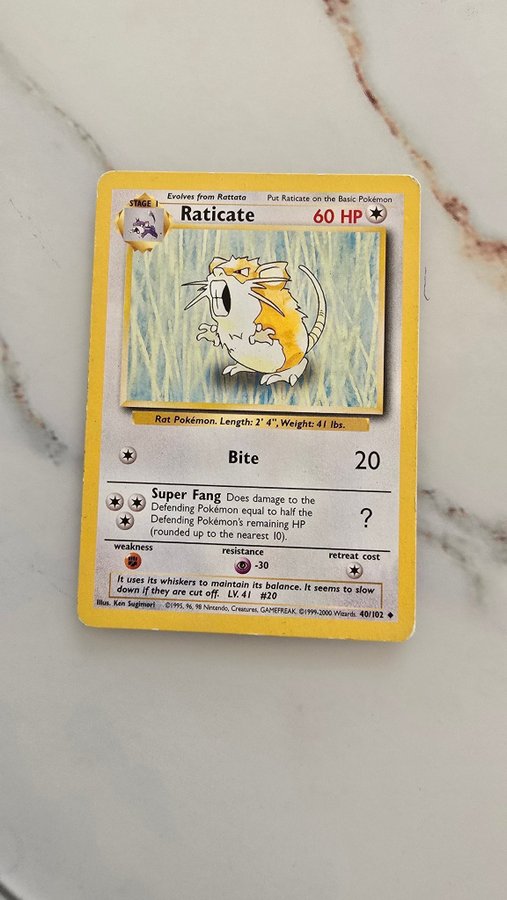 Evolves from Rattata Put Raticate on the Basic Pokémon
STAGE 1
Raticate 60 HP
Rat Pokémon. Length: 2' 4", Weight: 41 lbs.
Bite 20
Super Fang Does damage to the
Defending Pokémon equal to half the
Defending Pokémon's remaining HP
(rounded up to the nearest 10).
?
weakness resistance retreat cost
-30
It uses its whiskers to maintain its balance. It seems to slow
down if they are cut off. LV. 41 #20
Illus. Ken Sugimori ©1995, 96, 98 Nintendo, Creatures, GAMEFREAK. ©1999-2000 Wizards. 40/102